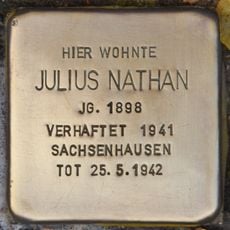 HIER WOHNTE
JULIUS NATHAN
JG. 1898
VERHAFTET 1941
SACHSENHAUSEN
TOT 25.5.1942